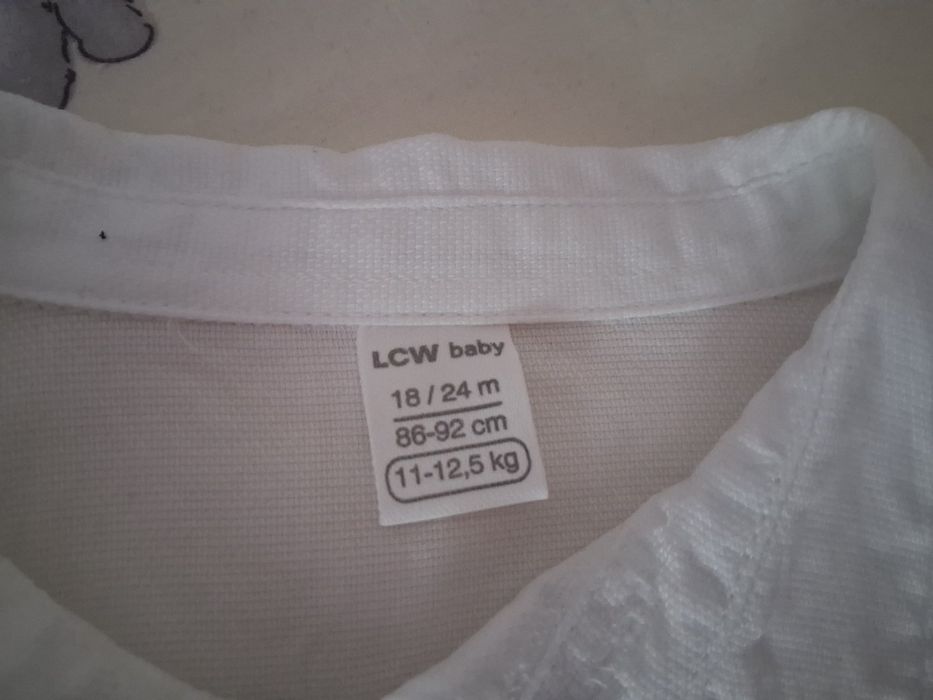 LCW baby
18 / 24 m
86-92 cm
11-12,5 kg